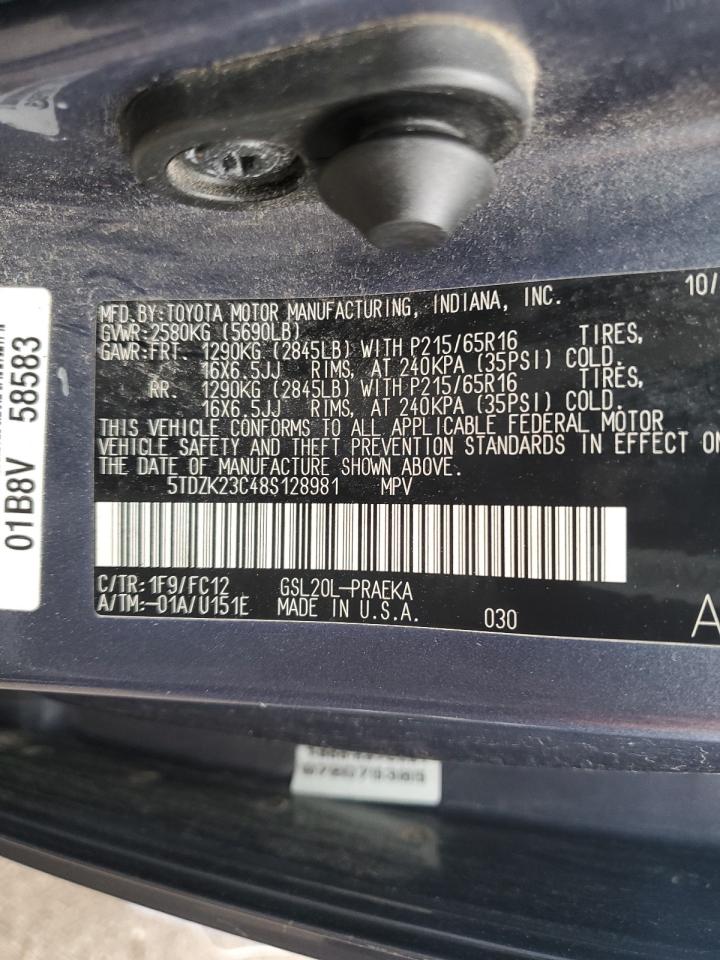 MFD.BY:TOYOTA MOTOR MANUFACTURING, INDIANA, INC. 10/
GVWR:2580KG (5690LB)
GAWR:FRT. 1290KG (2845LB) WITH P215/65R16 TIRES,
16X6.5JJ RIMS, AT 240KPA (35PSI) COLD.
RR. 1290KG (2845LB) WITH P215/65R16 TIRES,
16X6.5JJ RIMS, AT 240KPA (35PSI) COLD.
THIS VEHICLE CONFORMS TO ALL APPLICABLE FEDERAL MOTOR
VEHICLE SAFETY AND THEFT PREVENTION STANDARDS IN EFFECT ON
THE DATE OF MANUFACTURE SHOWN ABOVE.
5TDZK23C48S128981 MPV
C/TR:1F9/FC12 GSL20L-PRAEKA
A/TM:-01A/U151E MADE IN U.S.A. 030 A
01B8V 58583